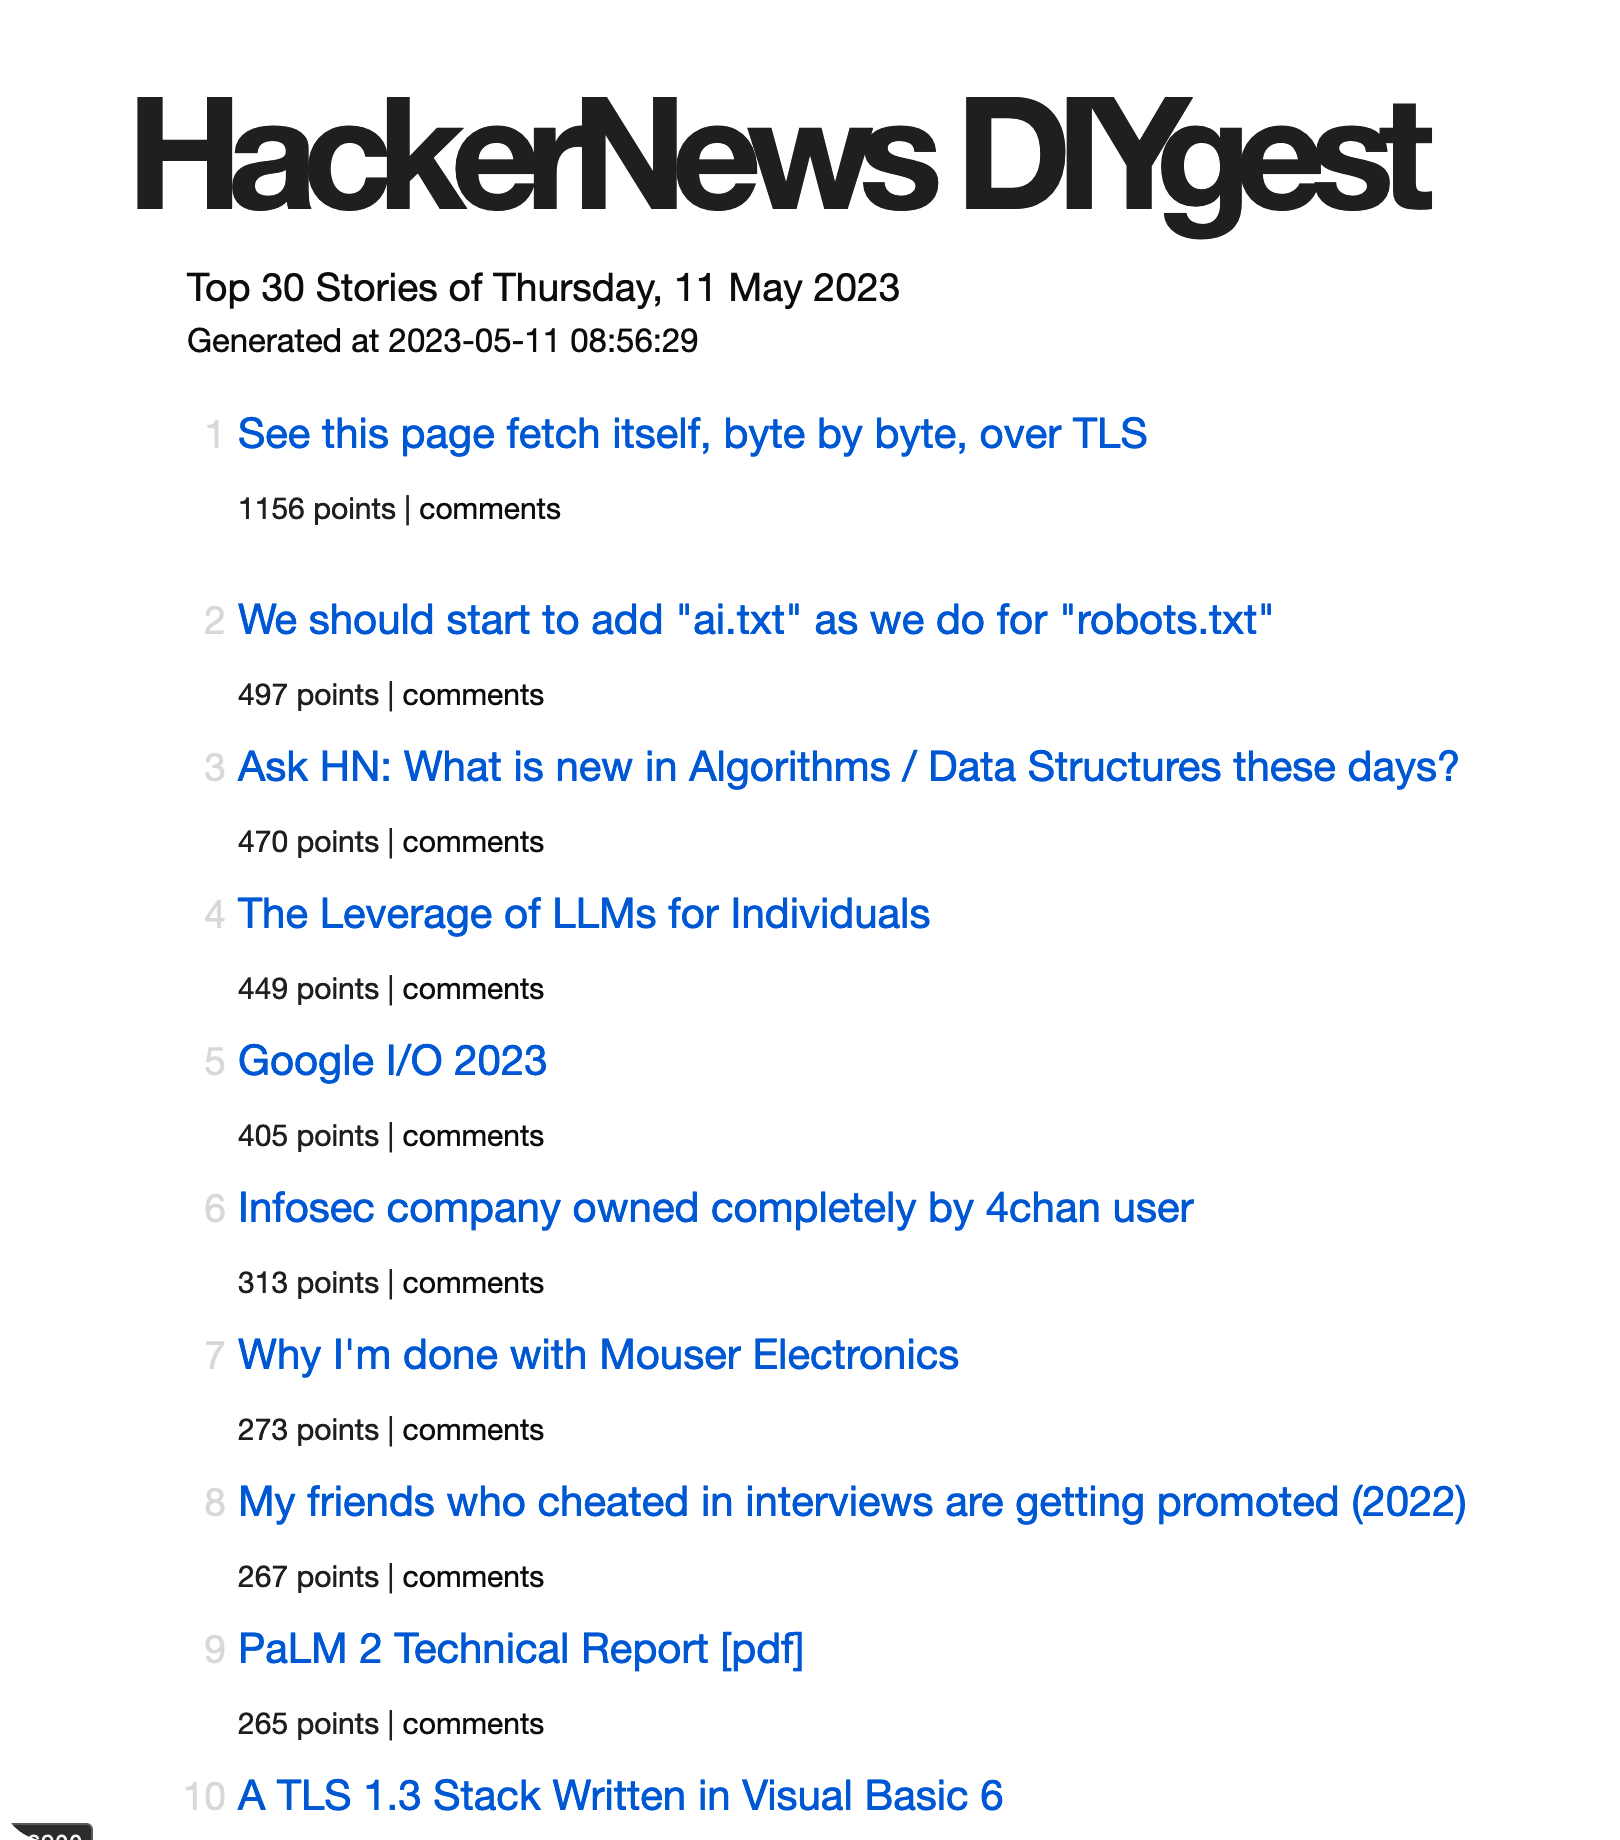 HackerNews DIYgest
Top 30 Stories of Thursday, 11 May 2023
Generated at 2023-05-11 08:56:29
1 See this page fetch itself, byte by byte, over TLS
1156 points | comments
2 We should start to add "ai.txt" as we do for "robots.txt"
497 points | comments
3 Ask HN: What is new in Algorithms / Data Structures these days?
470 points | comments
4 The Leverage of LLMs for Individuals
449 points | comments
5 Google I/O 2023
405 points | comments
6 Infosec company owned completely by 4chan user
313 points | comments
7 Why I'm done with Mouser Electronics
273 points | comments
8 My friends who cheated in interviews are getting promoted (2022)
267 points | comments
9 PaLM 2 Technical Report [pdf]
265 points | comments
10 A TLS 1.3 Stack Written in Visual Basic 6